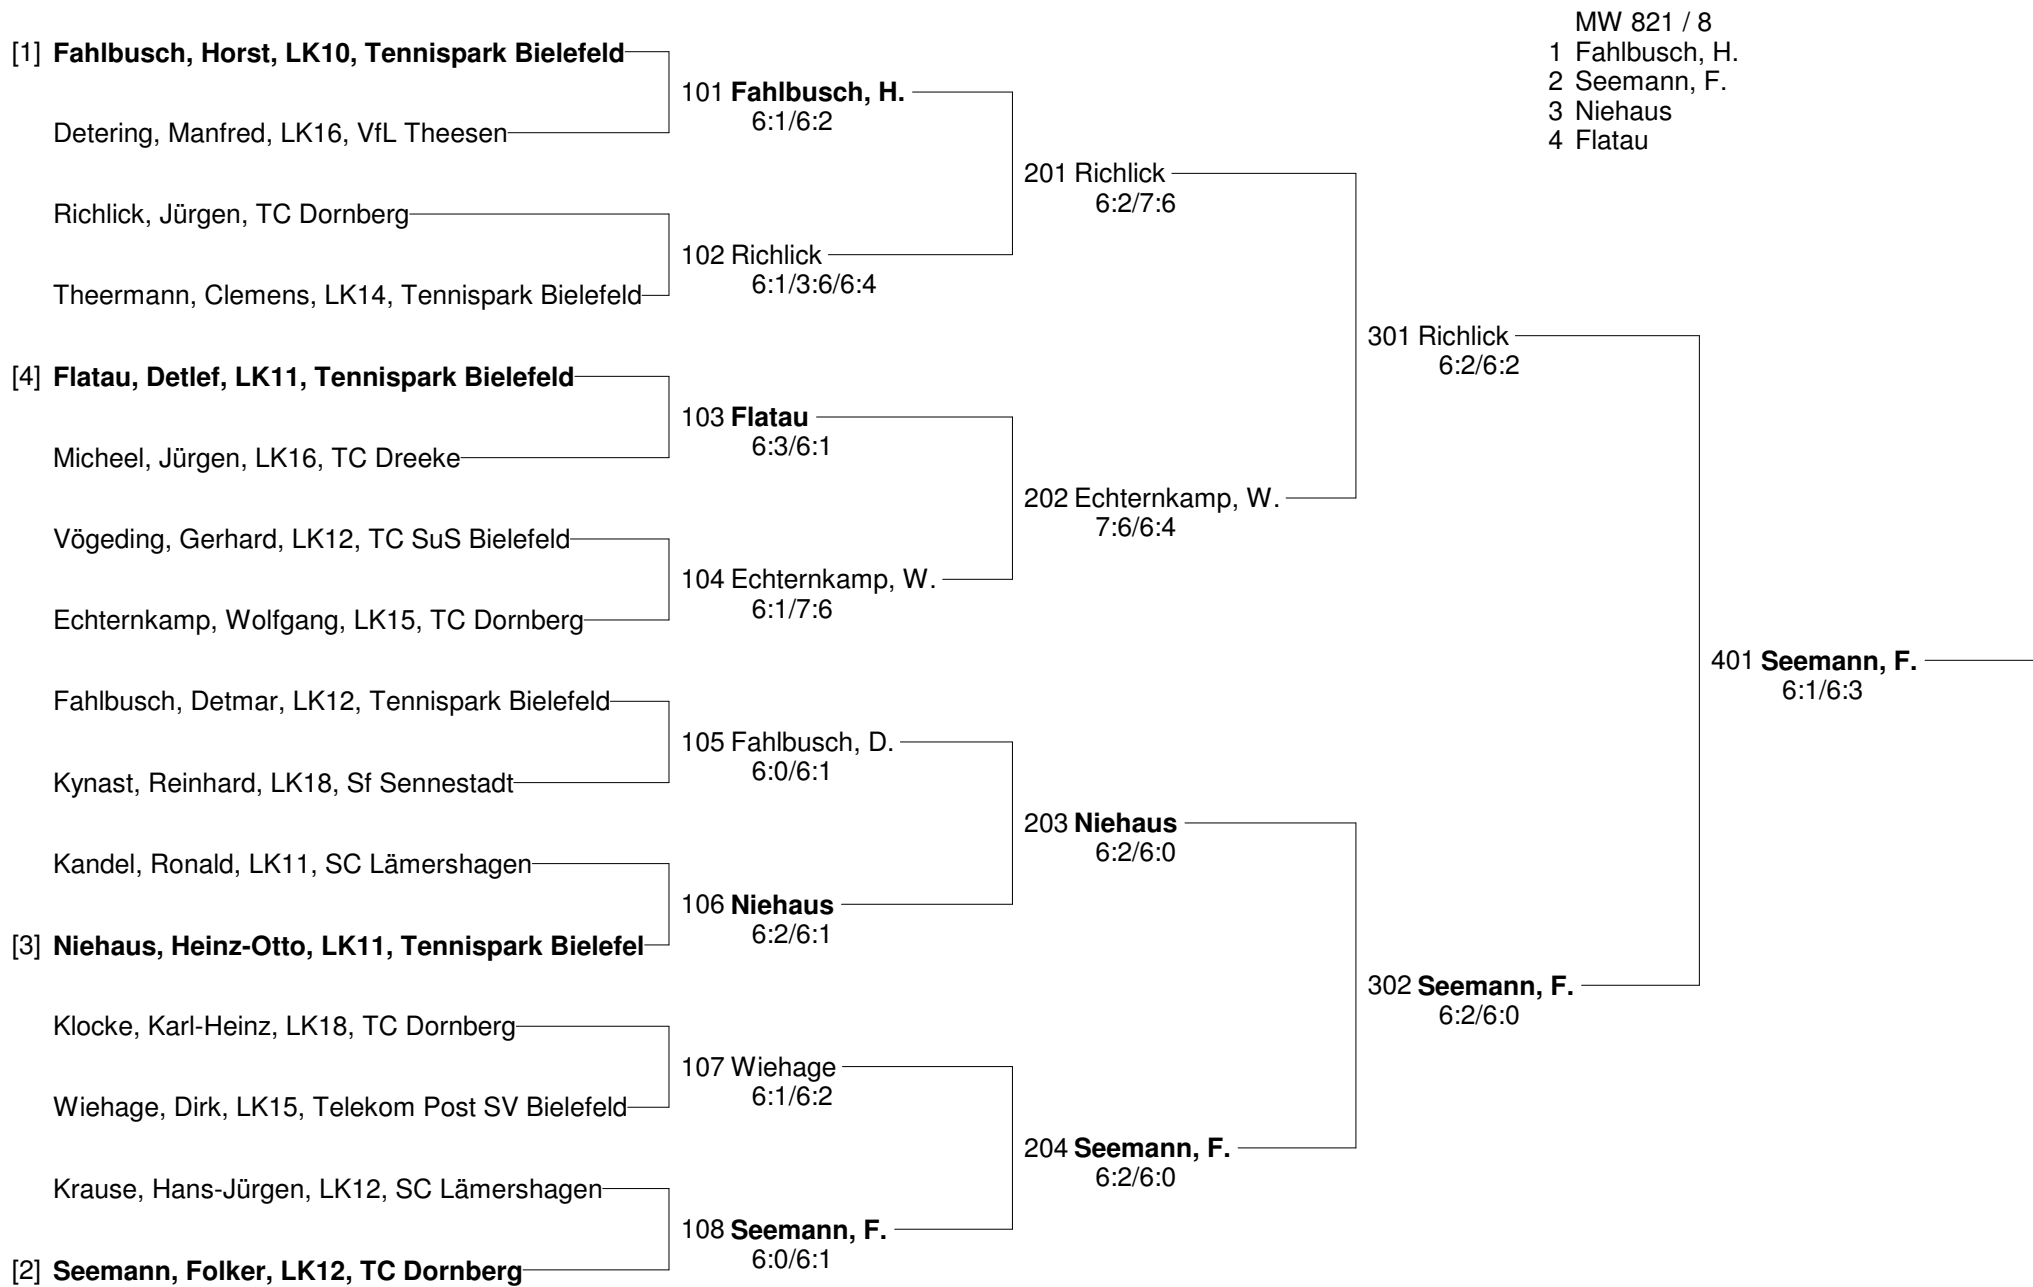 MW 821 / 8
1 Fahlbusch, H.
2 Seemann, F.
3 Niehaus
4 Flatau
[1] Fahlbusch, Horst, LK10, Tennispark Bielefeld
Detering, Manfred, LK16, VfL Theesen
Richlick, Jürgen, TC Dornberg
Theermann, Clemens, LK14, Tennispark Bielefeld
[4] Flatau, Detlef, LK11, Tennispark Bielefeld
Micheel, Jürgen, LK16, TC Dreeke
Vögeding, Gerhard, LK12, TC SuS Bielefeld
Echternkamp, Wolfgang, LK15, TC Dornberg
Fahlbusch, Detmar, LK12, Tennispark Bielefeld
Kynast, Reinhard, LK18, Sf Sennestadt
Kandel, Ronald, LK11, SC Lämershagen
[3] Niehaus, Heinz-Otto, LK11, Tennispark Bielefel
Klocke, Karl-Heinz, LK18, TC Dornberg
Wiehage, Dirk, LK15, Telekom Post SV Bielefeld
Krause, Hans-Jürgen, LK12, SC Lämershagen
[2] Seemann, Folker, LK12, TC Dornberg
101 Fahlbusch, H.
6:1/6:2
102 Richlick
6:1/3:6/6:4
103 Flatau
6:3/6:1
104 Echternkamp, W.
6:1/7:6
105 Fahlbusch, D.
6:0/6:1
106 Niehaus
6:2/6:1
107 Wiehage
6:1/6:2
108 Seemann, F.
6:0/6:1
201 Richlick
6:2/7:6
202 Echternkamp, W.
7:6/6:4
203 Niehaus
6:2/6:0
204 Seemann, F.
6:2/6:0
301 Richlick
6:2/6:2
302 Seemann, F.
6:2/6:0
401 Seemann, F.
6:1/6:3